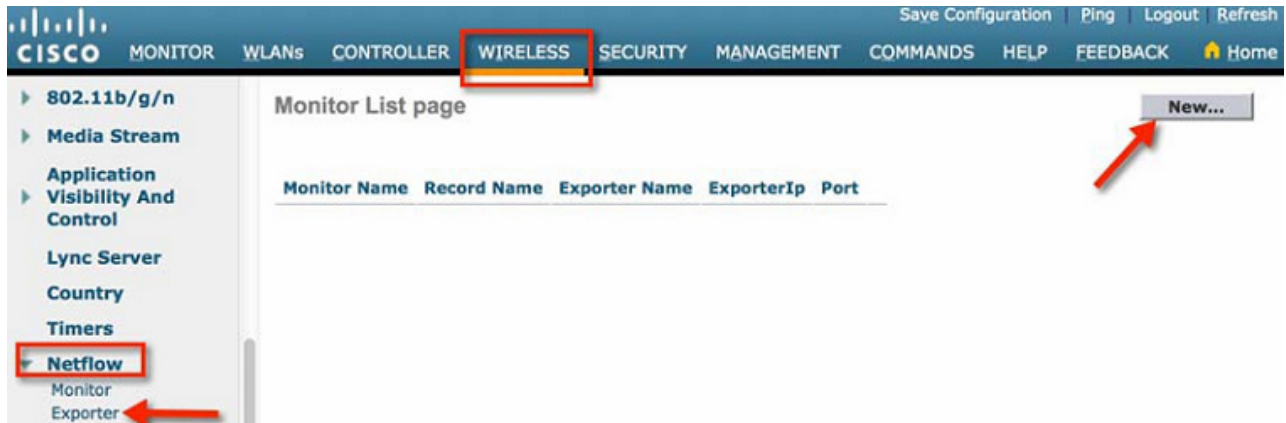 Save Configuration | Ping | Logout | Refresh
CISCO MONITOR WLANs CONTROLLER WIRELESS SECURITY MANAGEMENT COMMANDS HELP FEEDBACK Home
802.11b/g/n
Media Stream
Application
Visibility And
Control
Lync Server
Country
Timers
Netflow
Monitor
Exporter
Monitor List page
New...
Monitor Name Record Name Exporter Name ExporterIp Port